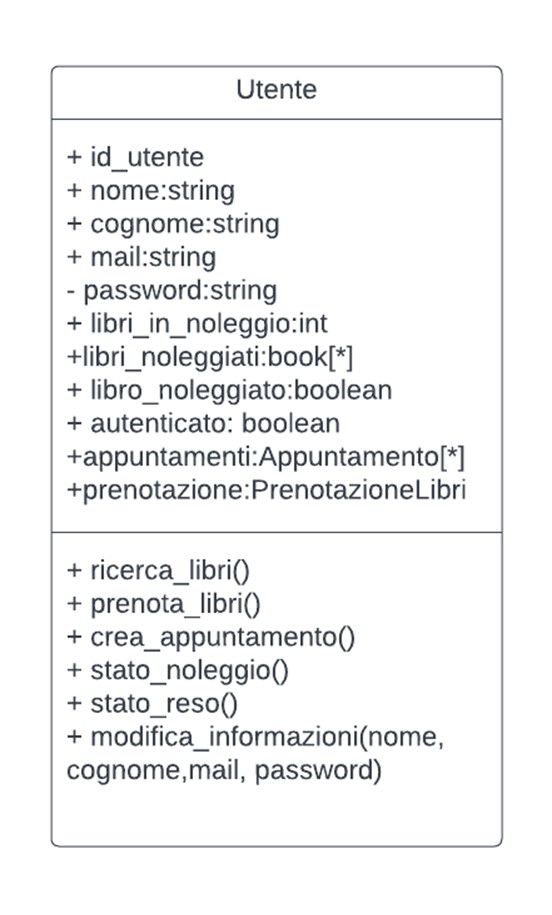 Utente
+ id_utente
+ nome:string
+ cognome:string
+ mail:string
- password:string
+ libri_in_noleggio:int
+libri_noleggiati:book[*]
+ libro_noleggiato:boolean
+ autenticato: boolean
+appuntamenti:Appuntamento[*]
+prenotazione:PrenotazioneLibri
+ ricerca_libri()
+ prenota_libri()
+ crea_appuntamento()
+ stato_noleggio()
+ stato_reso()
+ modifica_informazioni(nome,
cognome,mail, password)